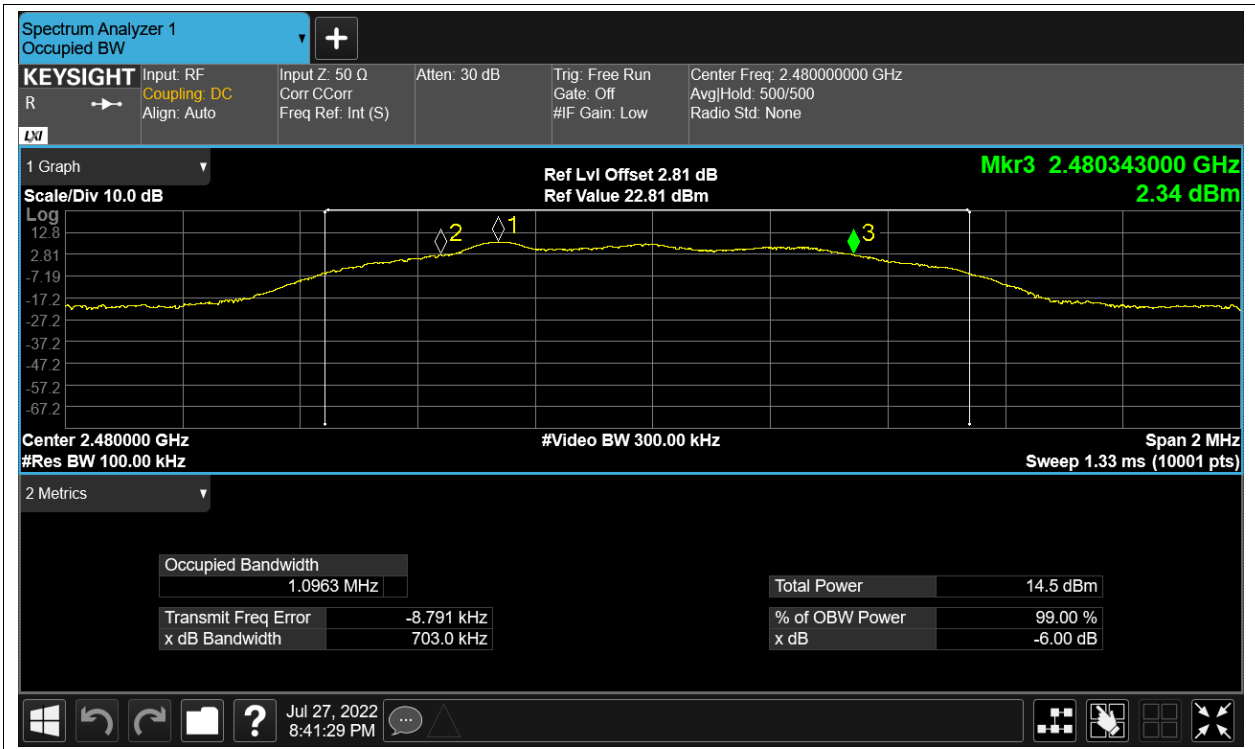 Spectrum Analyzer 1
Occupied BW
KEYSIGHT
R
LXI
Input: RF
Coupling: DC
Align: Auto
Input Z: 50 Ω
Corr CCorr
Freq Ref: Int (S)
Atten: 30 dB
Trig: Free Run
Gate: Off
#IF Gain: Low
Center Freq: 2.480000000 GHz
Avg|Hold: 500/500
Radio Std: None
1 Graph
Scale/Div 10.0 dB
Ref Lvl Offset 2.81 dB
Ref Value 22.81 dBm
Mkr3 2.480343000 GHz
2.34 dBm
Log
12.8
2.81
-7.19
-17.2
-27.2
-37.2
-47.2
-57.2
-67.2
2
1
3
Center 2.480000 GHz
#Video BW 300.00 kHz
Span 2 MHz
#Res BW 100.00 kHz
Sweep 1.33 ms (10001 pts)
2 Metrics
Occupied Bandwidth
1.0963 MHz
Total Power 14.5 dBm
Transmit Freq Error -8.791 kHz
% of OBW Power 99.00 %
x dB Bandwidth 703.0 kHz
x dB -6.00 dB
?
Jul 27, 2022
8:41:29 PM